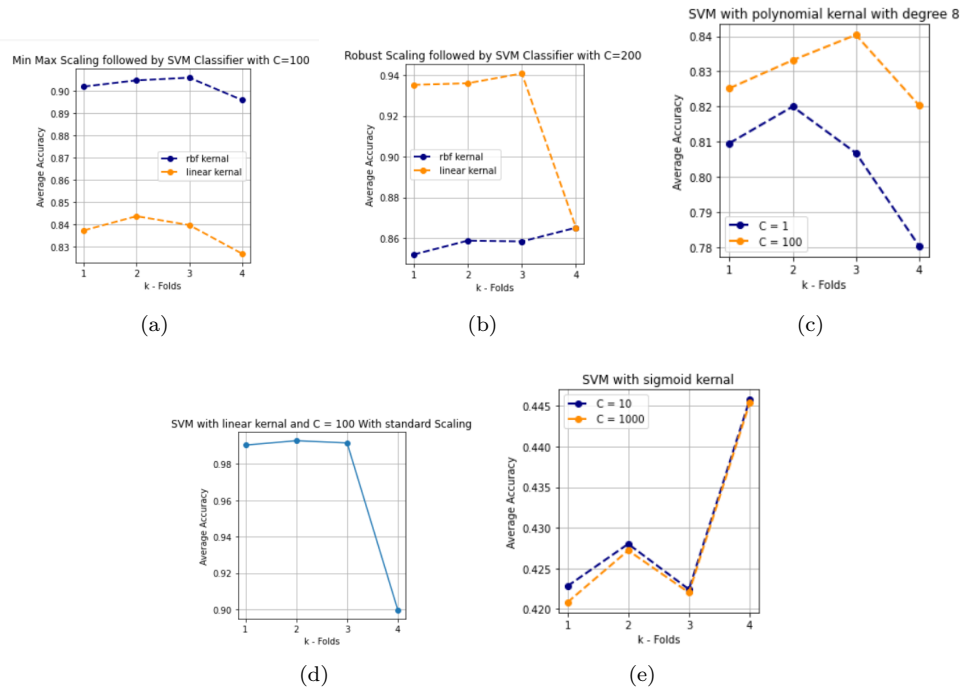 Min Max Scaling followed by SVM Classifier with C=100
0.90
0.89
0.88
0.87
0.86
0.85
0.84
0.83
Average Accuracy
rbf kernal
linear kernal
1 2 3 4
k - Folds
(a)
Robust Scaling followed by SVM Classifier with C=200
0.94
0.92
0.90
0.88
0.86
Average Accuracy
rbf kernal
linear kernal
1 2 3 4
k - Folds
(b)
SVM with polynomial kernal with degree 8
0.84
0.83
0.82
0.81
0.80
0.79
0.78
Average Accuracy
C = 1
C = 100
1 2 3 4
k - Folds
(c)
SVM with linear kernal and C = 100 With standard Scaling
0.98
0.96
0.94
0.92
0.90
Average Accuracy
1 2 3 4
k - Folds
(d)
SVM with sigmoid kernal
0.445
0.440
0.435
0.430
0.425
0.420
Average Accuracy
C = 10
C = 1000
1 2 3 4
k - Folds
(e)